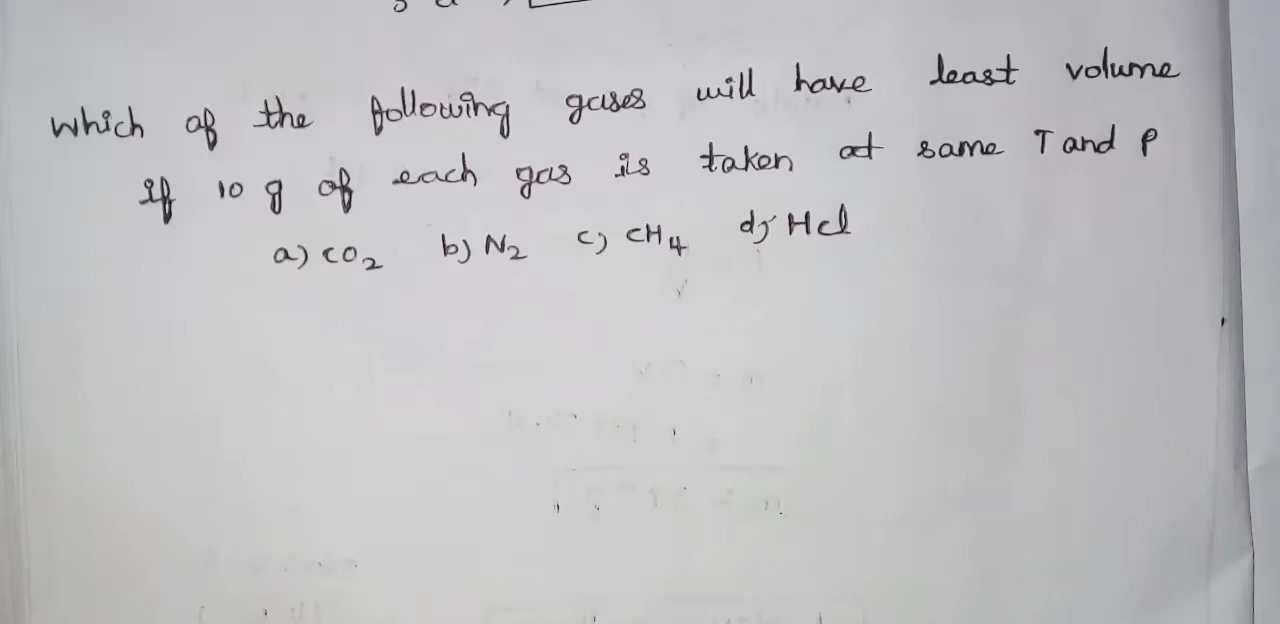 which of the following gases will have least volume
if 10 g of each gas is taken at same T and P
a) CO2 b) N2 c) CH4 d) Hcl